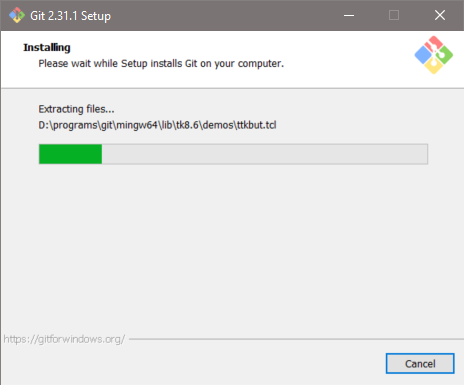 Git 2.31.1 Setup
Installing
Please wait while Setup installs Git on your computer.
Extracting files...
D:\programs\git\mingw64\lib\tk8.6\demos\ttkbut.tcl
https://gitforwindows.org/
Cancel